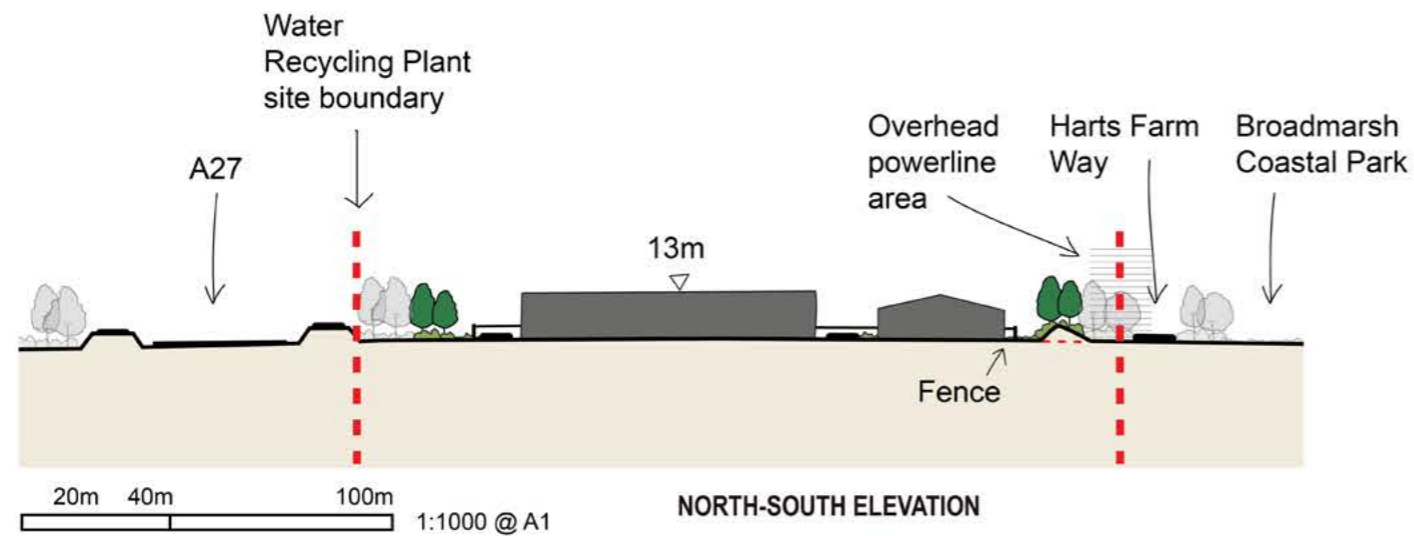 Water
Recycling Plant
site boundary
A27
13m
Overhead
powerline
area
Harts Farm
Way
Broadmarsh
Coastal Park
Fence
20m 40m 100m
1:1000 @ A1
NORTH-SOUTH ELEVATION